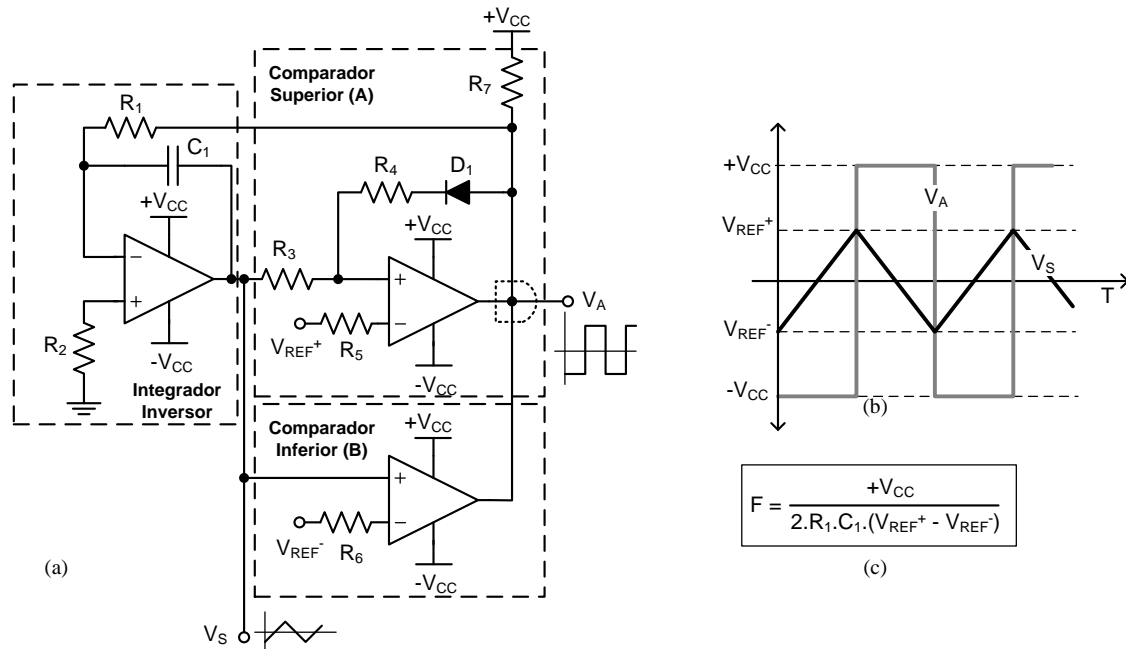 +VCC
Comparador
Superior (A)
R7
R1
C1
R4
D1
+VCC
+VCC
R3
−
+
+
−
VA
VREF+
R5
R2
-VCC
-VCC
Integrador
Inversor
Comparador
Inferior (B)
+VCC
+
−
VREF-
R6
-VCC
(a)
VS
+VCC
VA
VREF+
VS
T
VREF-
-VCC
(b)
F = +VCC
2.R1.C1.(VREF+ - VREF-)
(c)